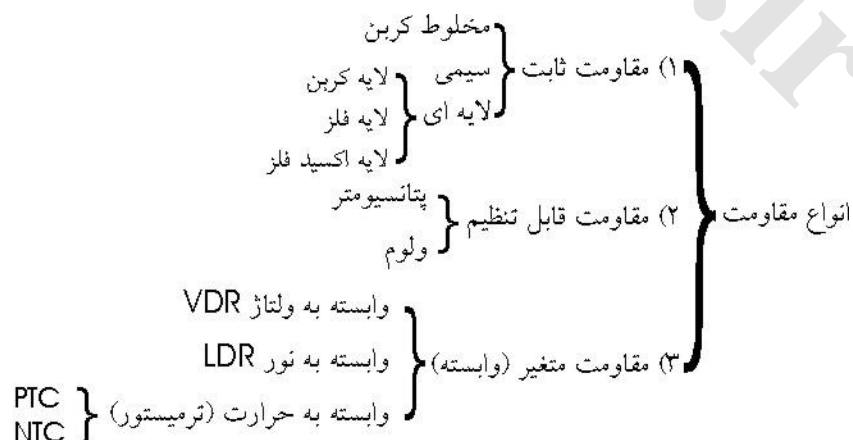 انواع مقاومت
۱) مقاومت ثابت
مخلوط کربن
سیمی
لایه ای
لایه کربن
لایه فلز
لایه اکسید فلز
۲) مقاومت قابل تنظیم
پتانسیومتر
ولوم
۳) مقاومت متغیر (وابسته)
وابسته به ولتاژ VDR
وابسته به نور LDR
وابسته به حرارت (ترمیستور)
PTC
NTC
.ir